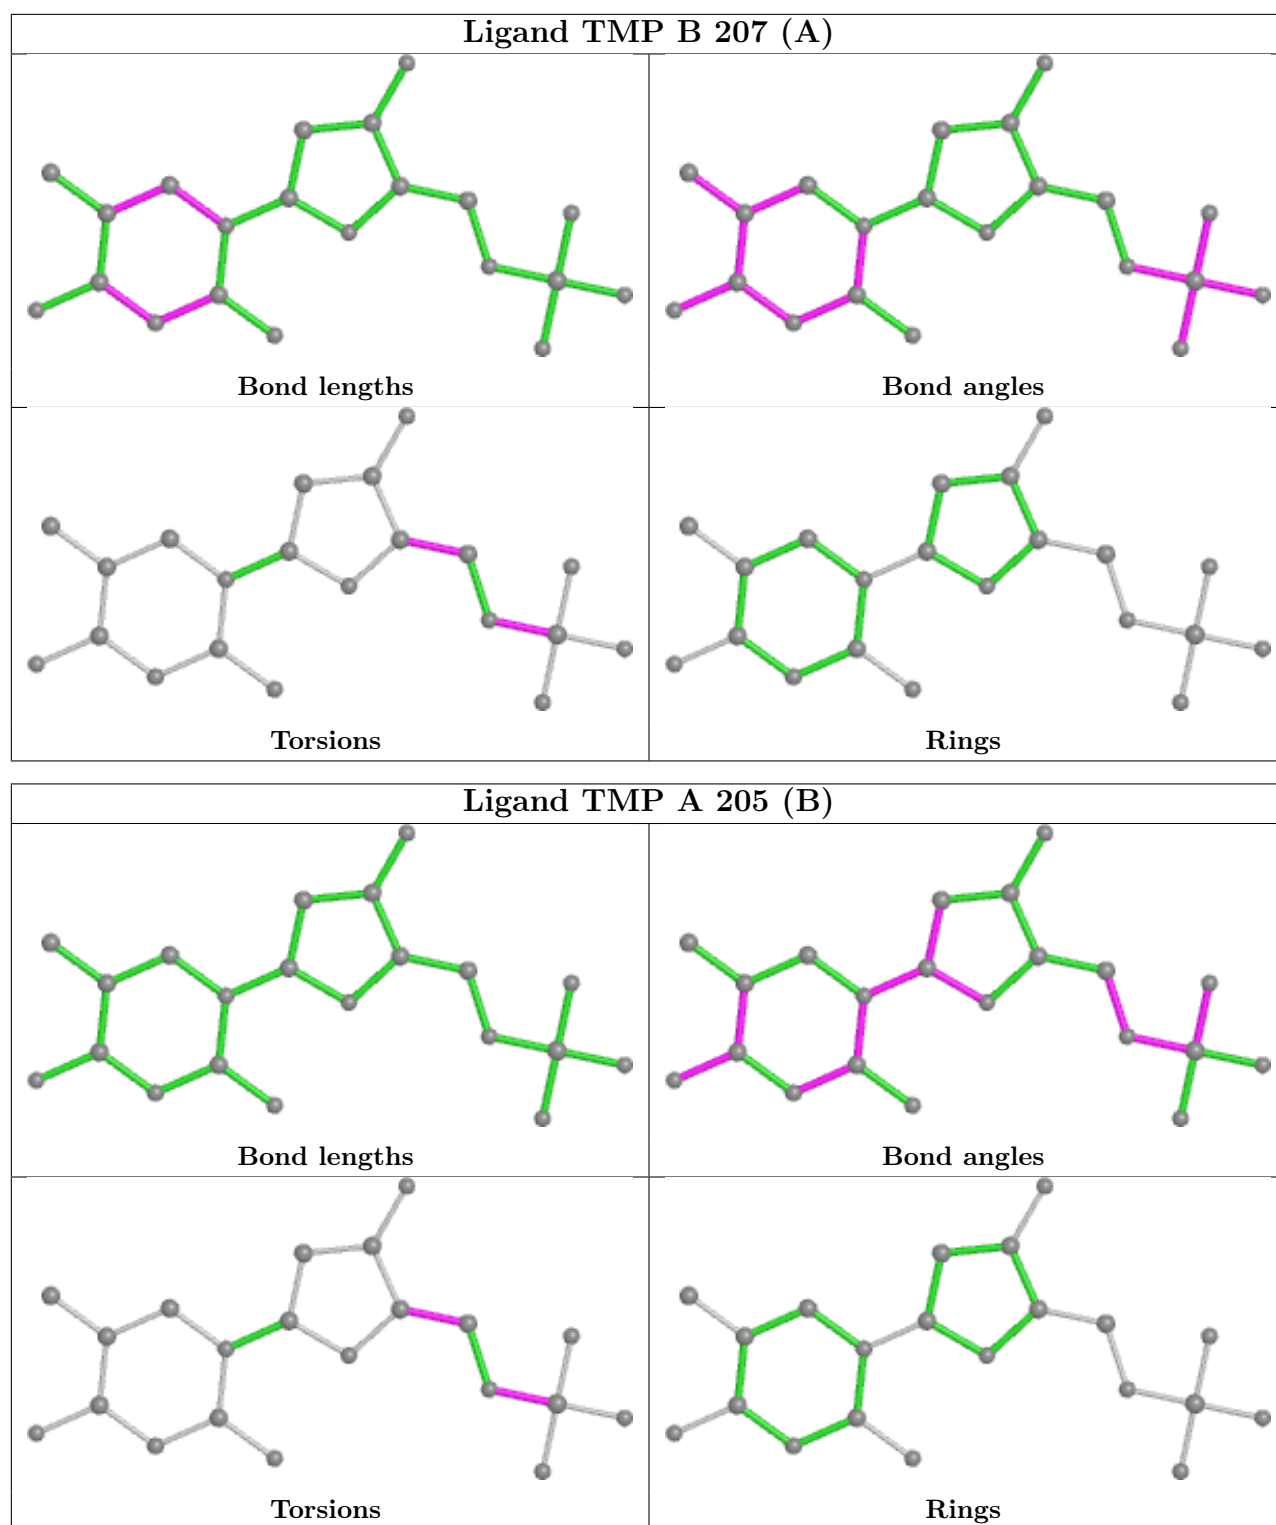 Ligand TMP B 207 (A)
Bond lengths
Bond angles
Torsions
Rings
Ligand TMP A 205 (B)
Bond lengths
Bond angles
Torsions
Rings